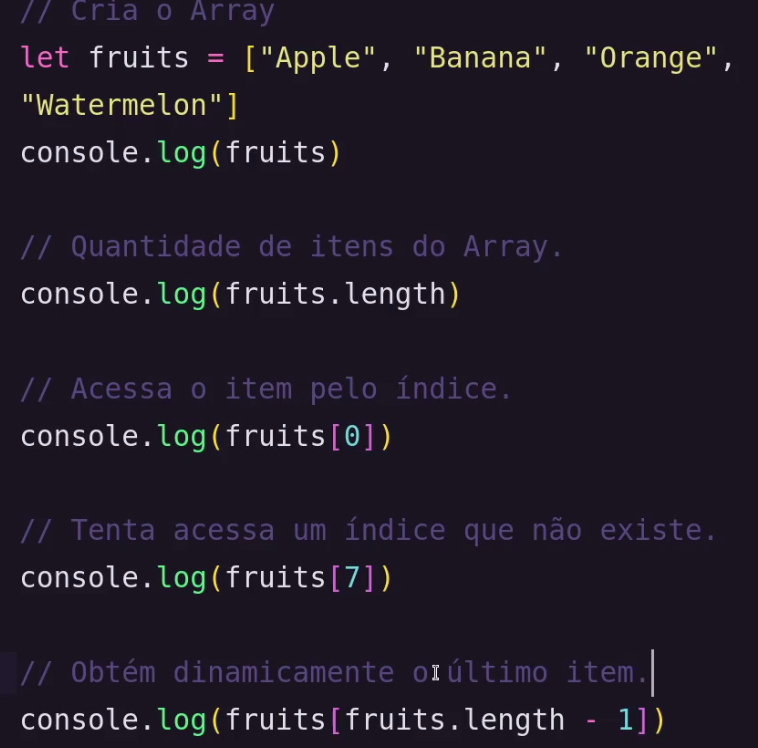 // Cria o Array
let fruits = ["Apple", "Banana", "Orange",
"Watermelon"]
console.log(fruits)
// Quantidade de itens do Array.
console.log(fruits.length)
// Acessa o item pelo índice.
console.log(fruits[0])
// Tenta acessa um índice que não existe.
console.log(fruits[7])
// Obtém dinamicamente o último item.
console.log(fruits[fruits.length - 1])